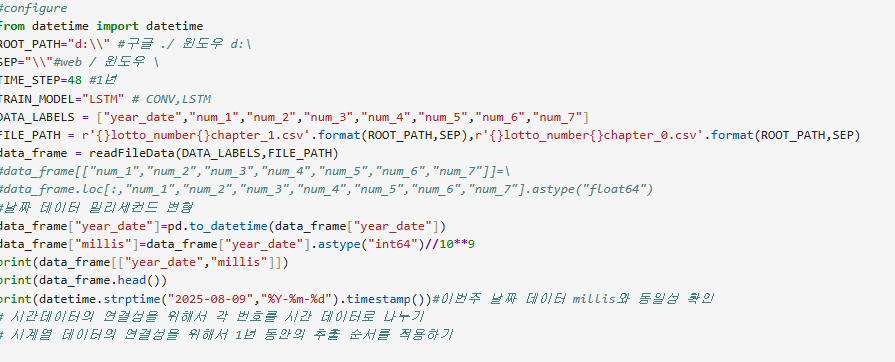 #configure
from datetime import datetime
ROOT_PATH="d:\\" #구글 ./ 윈도우 d:\
SEP="\\"#web / 윈도우 \
TIME_STEP=48 #1년
TRAIN_MODEL="LSTM" # CONV,LSTM
DATA_LABELS = ["year_date","num_1","num_2","num_3","num_4","num_5","num_6","num_7"]
FILE_PATH = r'{}lotto_number{}chapter_1.csv'.format(ROOT_PATH,SEP),r'{}lotto_number{}chapter_0.csv'.format(ROOT_PATH,SEP)
data_frame = readFileData(DATA_LABELS,FILE_PATH)
#data_frame[["num_1","num_2","num_3","num_4","num_5","num_6","num_7"]]=\
#data_frame.loc[:,"num_1","num_2","num_3","num_4","num_5","num_6","num_7"].astype("float64")
#날짜 데이터 밀리세컨드 변형
data_frame["year_date"]=pd.to_datetime(data_frame["year_date"])
data_frame["millis"]=data_frame["year_date"].astype("int64")//10**9
print(data_frame[["year_date","millis"]])
print(data_frame.head())
print(datetime.strptime("2025-08-09","%Y-%m-%d").timestamp())#이번주 날짜 데이터 millis와 동일성 확인
# 시간데이터의 연결성을 위해서 각 번호를 시간 데이터로 나누기
# 시계열 데이터의 연결성을 위해서 1년 동안의 추출 순서를 적용하기